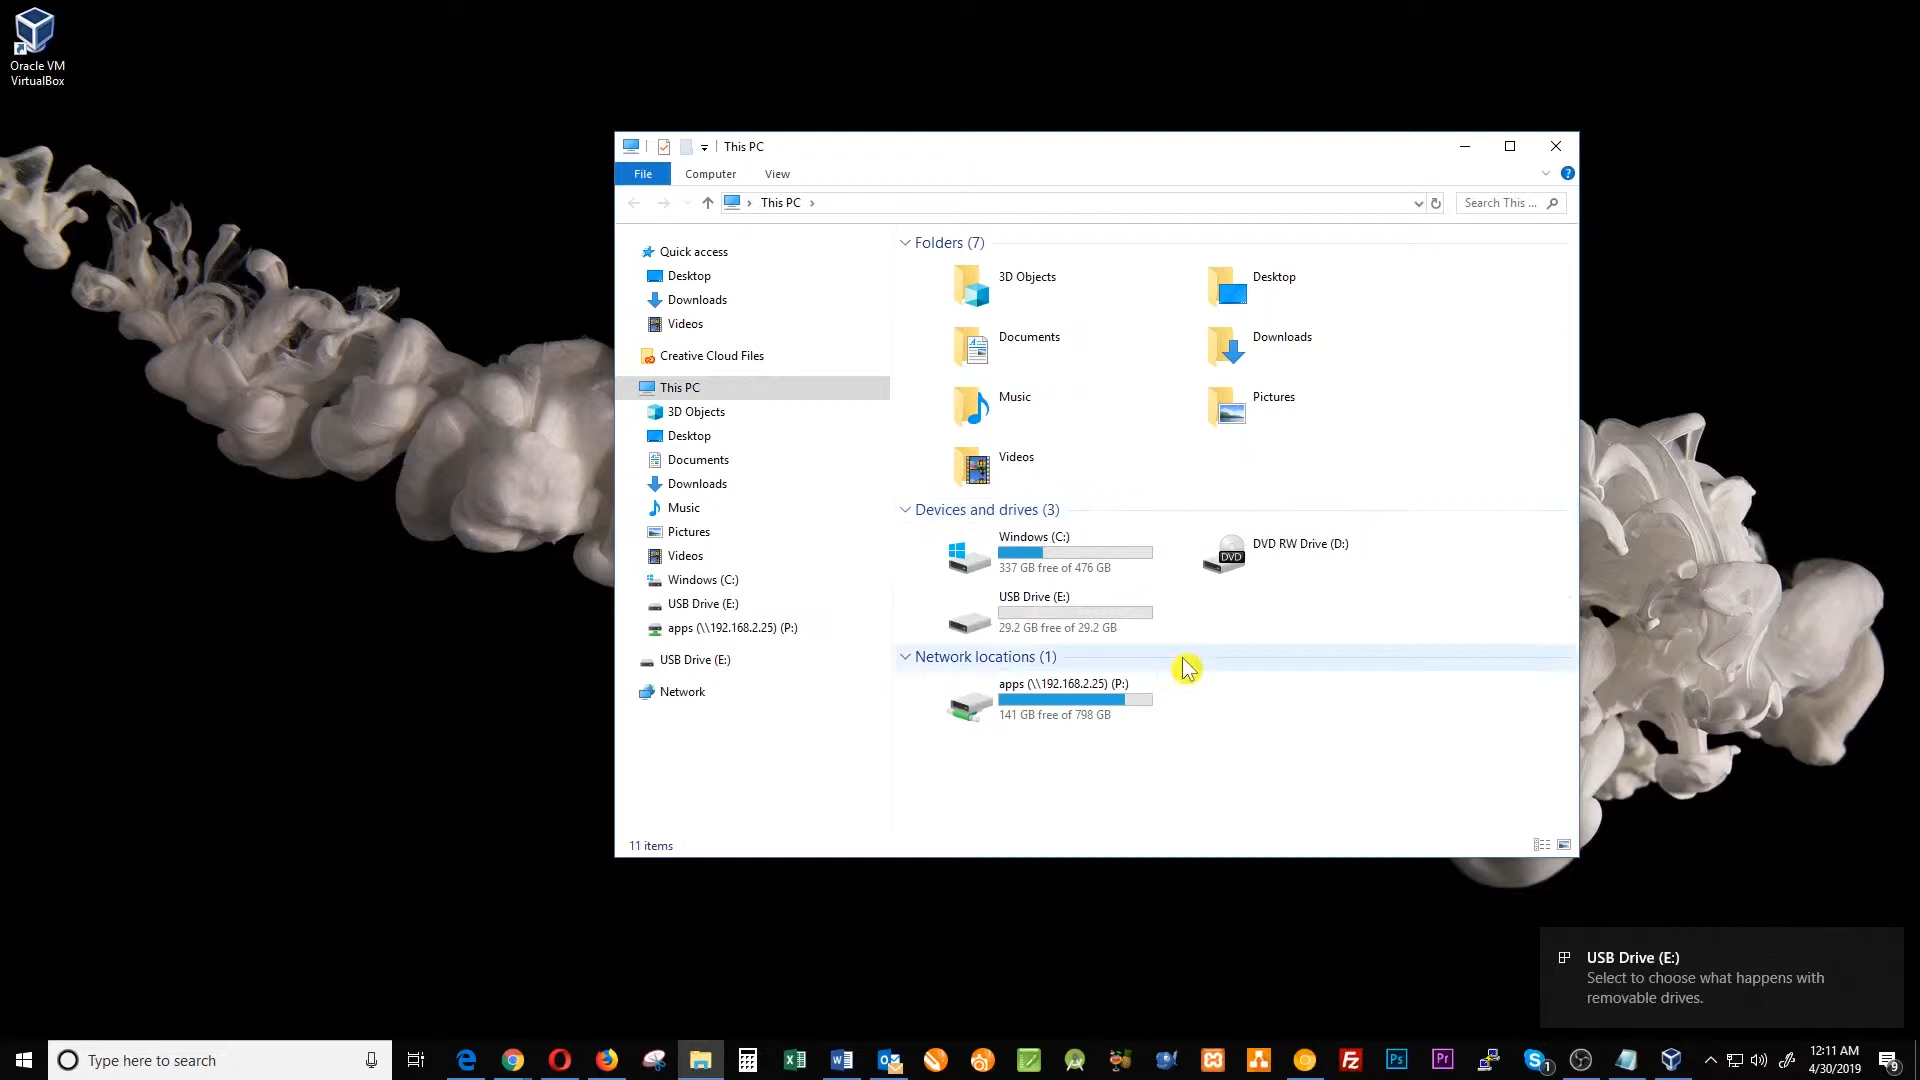 Oracle VM
VirtualBox
This PC
File
Computer
View
This PC
Search This ...
Quick access
Desktop
Downloads
Videos
Creative Cloud Files
This PC
3D Objects
Desktop
Documents
Downloads
Music
Pictures
Videos
Windows (C:)
USB Drive (E:)
apps (\\192.168.2.25) (P:)
USB Drive (E:)
Network
Folders (7)
3D Objects
Desktop
Documents
Downloads
Music
Pictures
Videos
Devices and drives (3)
Windows (C:)
337 GB free of 476 GB
DVD
DVD RW Drive (D:)
USB Drive (E:)
29.2 GB free of 29.2 GB
Network locations (1)
apps (\\192.168.2.25) (P:)
141 GB free of 798 GB
11 items
USB Drive (E:)
Select to choose what happens with
removable drives.
Type here to search
Ps
Pr
1
12:11 AM
4/30/2019
9